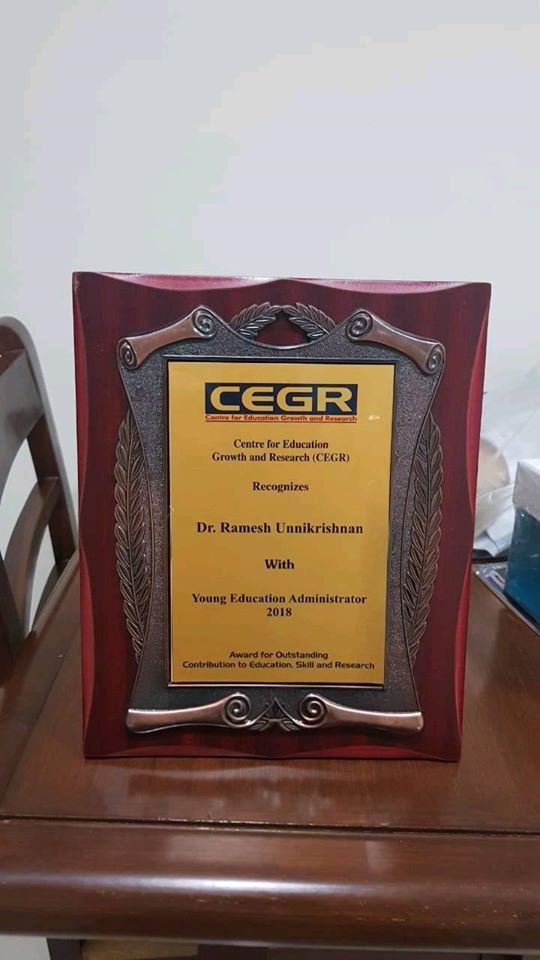 CEGR
Centre for Education Growth and Research
Centre for Education
Growth and Research (CEGR)
Recognizes
Dr. Ramesh Unnikrishnan
With
Young Education Administrator
2018
Award for Outstanding
Contribution to Education, Skill and Research